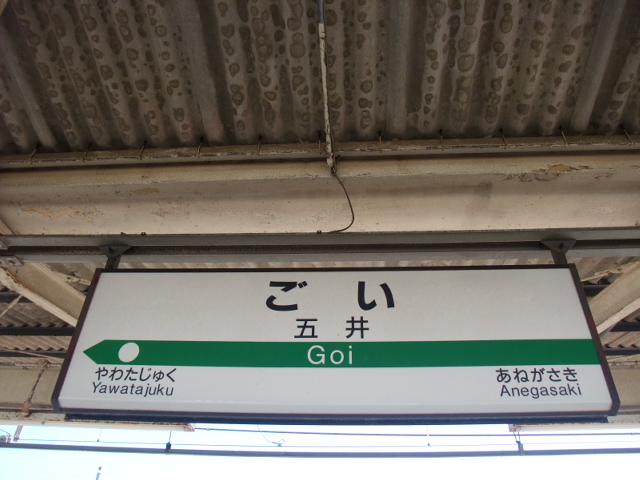 ごい
五井
Goi
やわたじゅく
Yawatajuku
あねがさき
Anegasaki